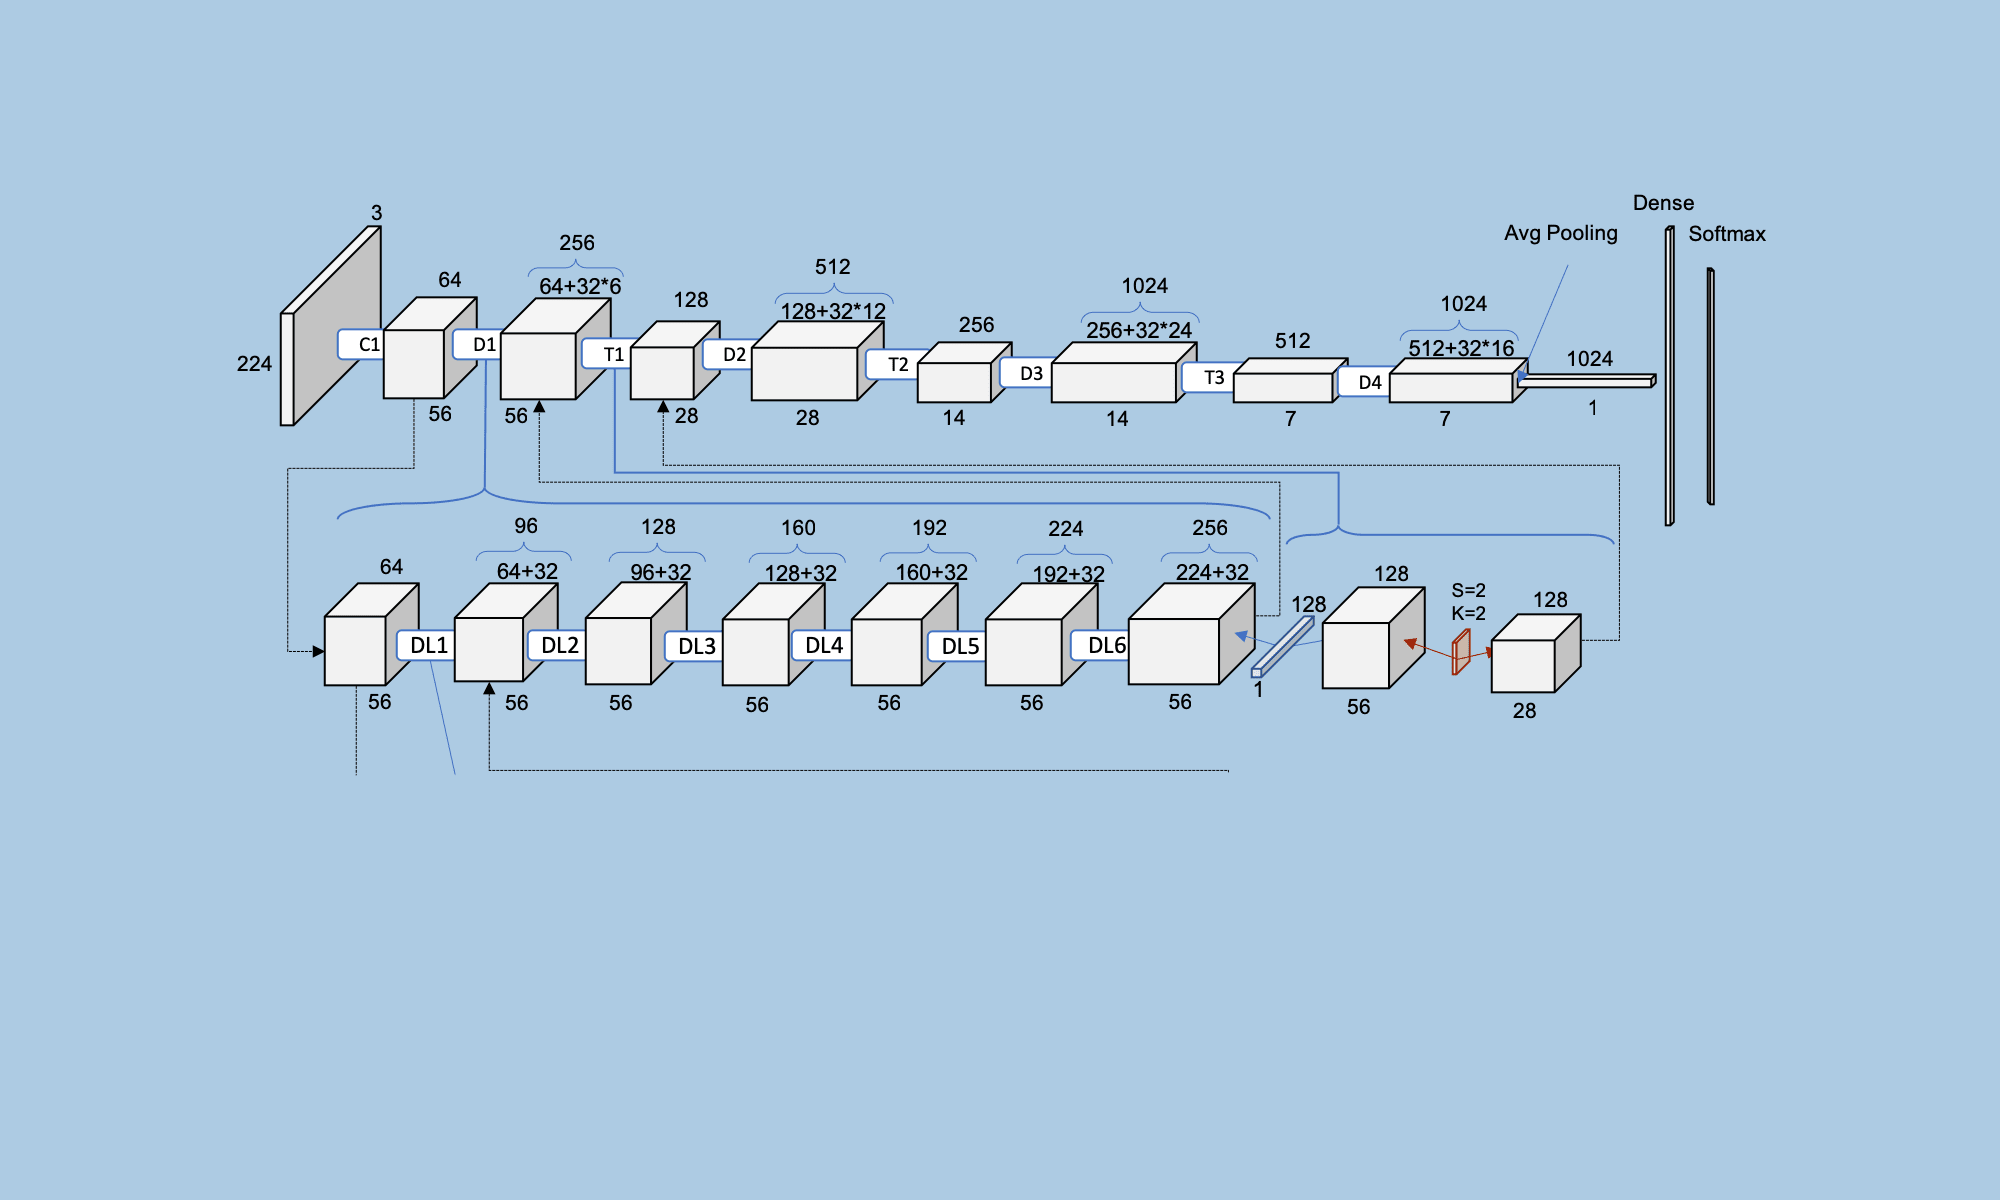 Dense
3
Avg Pooling
Softmax
256
512
64
64+32*6
1024
128
128+32*12
1024
256
256+32*24
512
512+32*16
1024
224
C1
D1
T1
D2
T2
D3
T3
D4
56
56
28
28
14
14
7
7
1
96
128
160
192
224
256
64
64+32
96+32
128+32
160+32
192+32
224+32
128
128
S=2
K=2
128
DL1
DL2
DL3
DL4
DL5
DL6
56
56
56
56
56
56
56
1
56
28